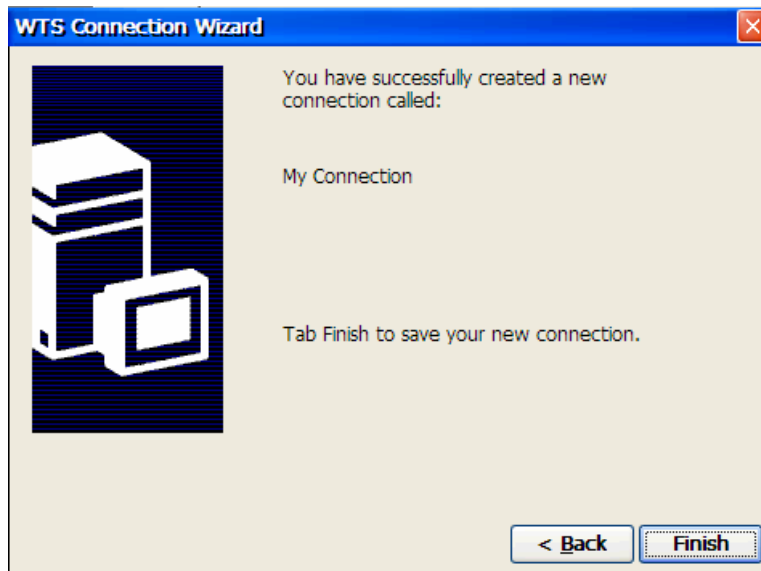 WTS Connection Wizard
You have successfully created a new
connection called:
My Connection
Tab Finish to save your new connection.
< Back
Finish